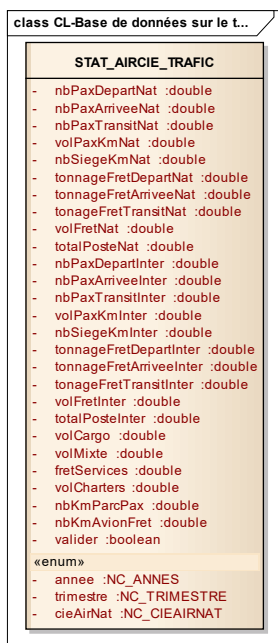 class CL-Base de données sur le t...
STAT_AIRCIE_TRAFIC
- nbPaxDepartNat :double
- nbPaxArriveeNat :double
- nbPaxTransitNat :double
- volPaxKmNat :double
- nbSiegeKmNat :double
- tonnageFretDepartNat :double
- tonnageFretArriveeNat :double
- tonageFretTransitNat :double
- volFretNat :double
- totalPosteNat :double
- nbPaxDepartInter :double
- nbPaxArriveeInter :double
- nbPaxTransitInter :double
- volPaxKmInter :double
- nbSiegeKmInter :double
- tonnageFretDepartInter :double
- tonnageFretArriveeInter :double
- tonageFretTransitInter :double
- volFretInter :double
- totalPosteInter :double
- volCargo :double
- volMixte :double
- fretServices :double
- volCharters :double
- nbKmParcPax :double
- nbKmAvionFret :double
- valider :boolean
«enum»
- annee :NC_ANNES
- trimestre :NC_TRIMESTRE
- cieAirNat :NC_CIEAIRNAT